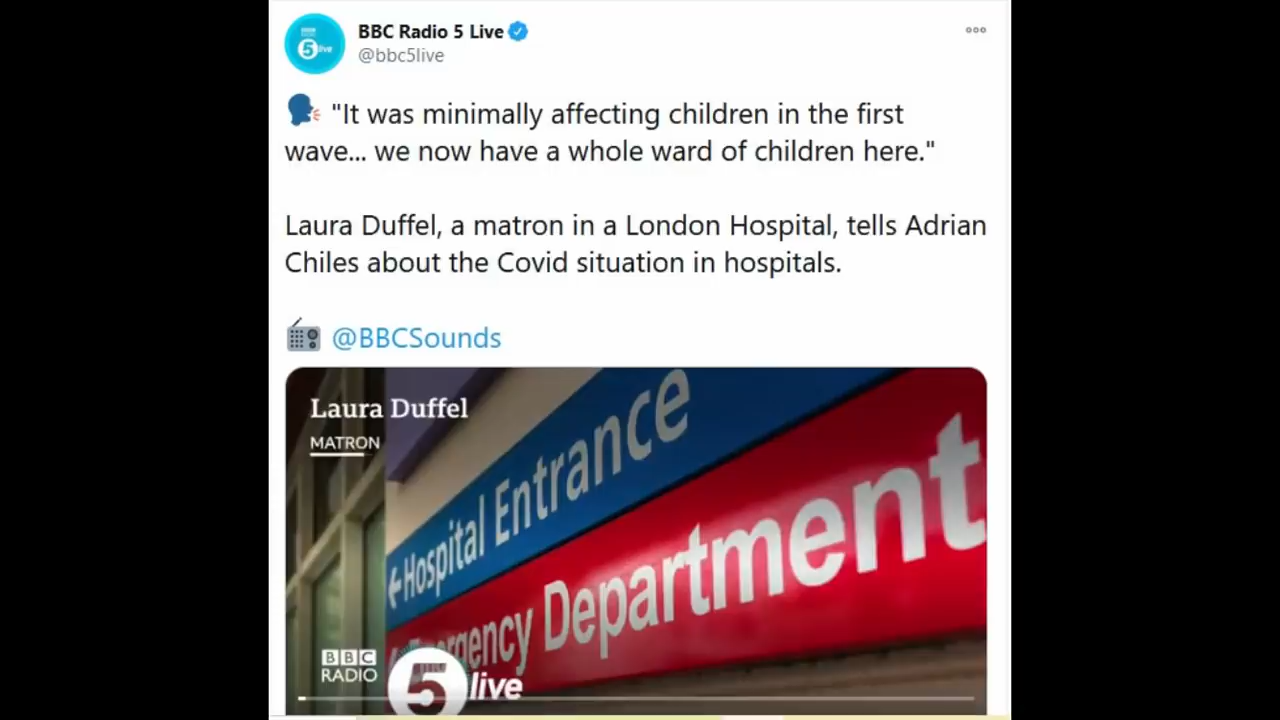 BBC Radio 5 Live
@bbc5live
"It was minimally affecting children in the first
wave... we now have a whole ward of children here."
Laura Duffel, a matron in a London Hospital, tells Adrian
Chiles about the Covid situation in hospitals.
@BBCSounds
Laura Duffel
MATRON
Hospital Entrance
Emergency Department
BBC
RADIO
5 live